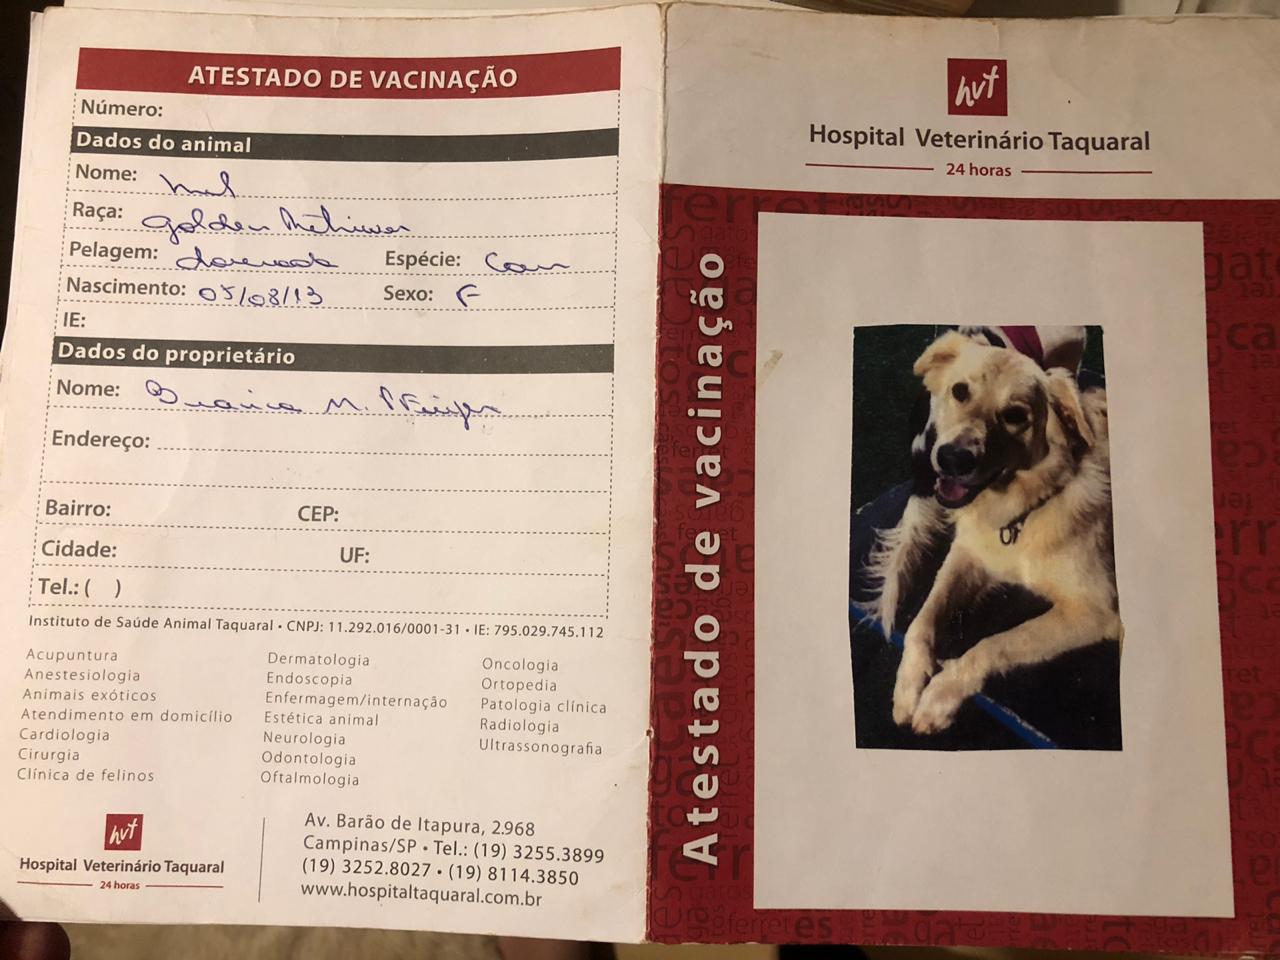 ATESTADO DE VACINAÇÃO
Número:
Dados do animal
Nome: Mel
Raça: Golden Retriever
Pelagem: dourada Espécie: Can
Nascimento: 05/08/13 Sexo: F
IE:
Dados do proprietário
Nome: M.
Endereço:
Bairro: CEP:
Cidade: UF:
Tel.: ( )
Instituto de Saúde Animal Taquaral • CNPJ: 11.292.016/0001-31 • IE: 795.029.745.112
Acupuntura
Anestesiologia
Animais exóticos
Atendimento em domicílio
Cardiologia
Cirurgia
Clínica de felinos
Dermatologia
Endoscopia
Enfermagem/internação
Estética animal
Neurologia
Odontologia
Oftalmologia
Oncologia
Ortopedia
Patologia clínica
Radiologia
Ultrassonografia
hvt
Hospital Veterinário Taquaral
24 horas
Av. Barão de Itapura, 2.968
Campinas/SP • Tel.: (19) 3255.3899
(19) 3252.8027 • (19) 8114.3850
www.hospitaltaquaral.com.br
hvt
Hospital Veterinário Taquaral
24 horas
Atestado de vacinação